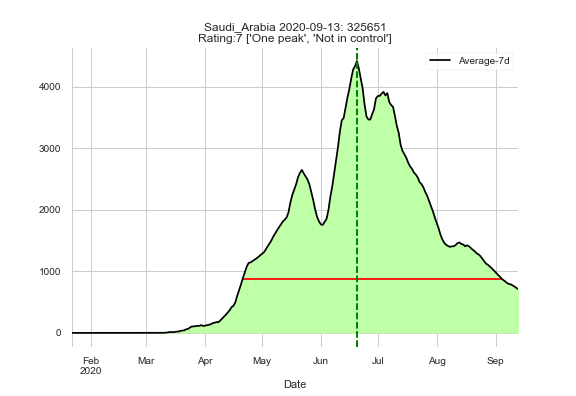 Saudi_Arabia 2020-09-13: 325651
Rating:7 ['One peak', 'Not in control']
Average-7d
4000
3000
2000
1000
0
Feb Mar Apr May Jun Jul Aug Sep
2020
Date